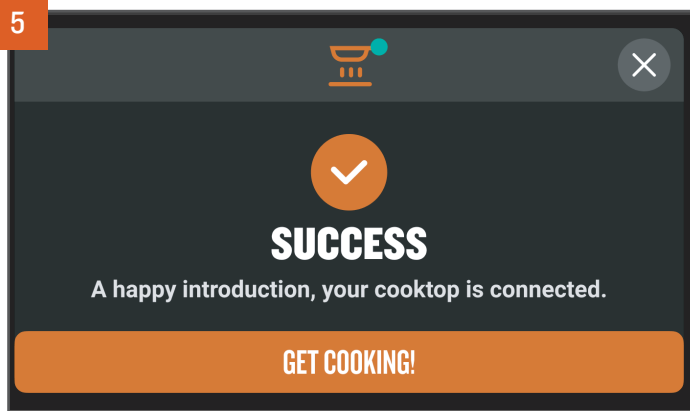 5
SUCCESS
A happy introduction, your cooktop is connected.
GET COOKING!